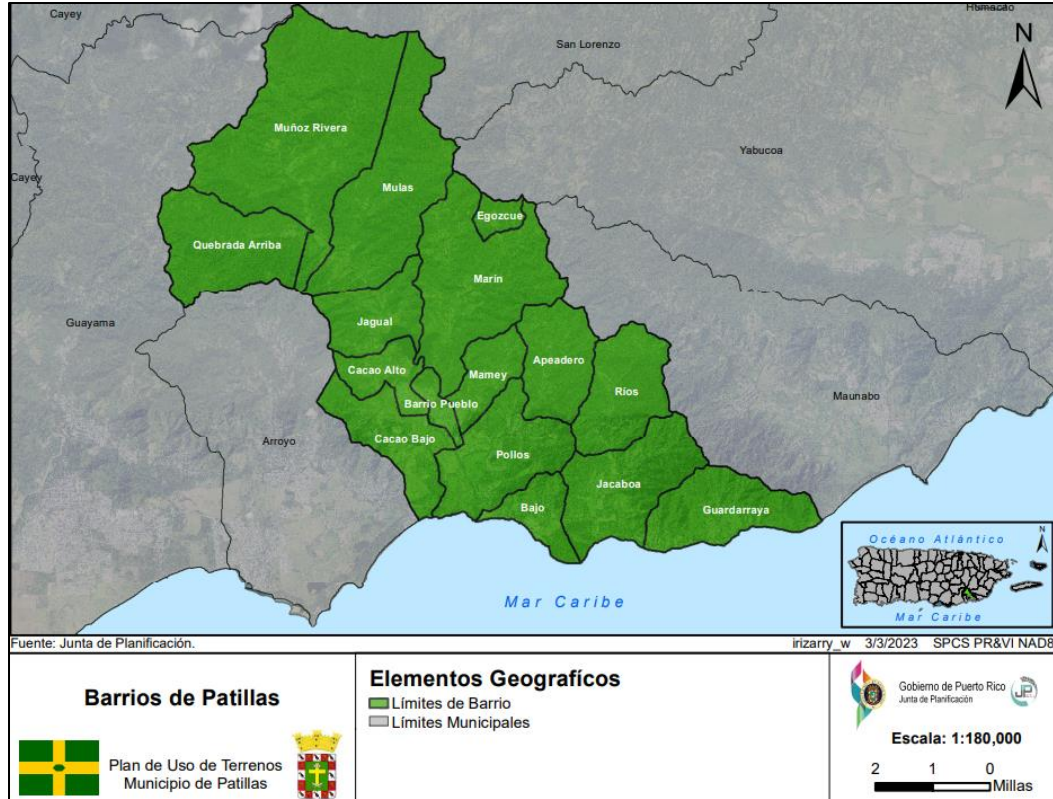 Cayey
Humacao
San Lorenzo
N
Muñoz Rivera
Yabucoa
Cayey
Mulas
Egozcue
Quebrada Arriba
Marín
Guayama
Jagual
Apeadero
Cacao Alto
Mamey
Ríos
Maunabo
Barrio Pueblo
Arroyo
Cacao Bajo
Pollos
Jacaboa
Bajo
Guardarraya
Océano Atlántico
N
Mar Caribe
Mar Caribe
Fuente: Junta de Planificación.
irizarry_w 3/3/2023 SPCS PR&VI NAD8
Barrios de Patillas
Plan de Uso de Terrenos
Municipio de Patillas
Elementos Geografícos
Límites de Barrio
Límites Municipales
Gobierno de Puerto Rico
Junta de Planificación
JP
Escala: 1:180,000
2 1 0
Millas